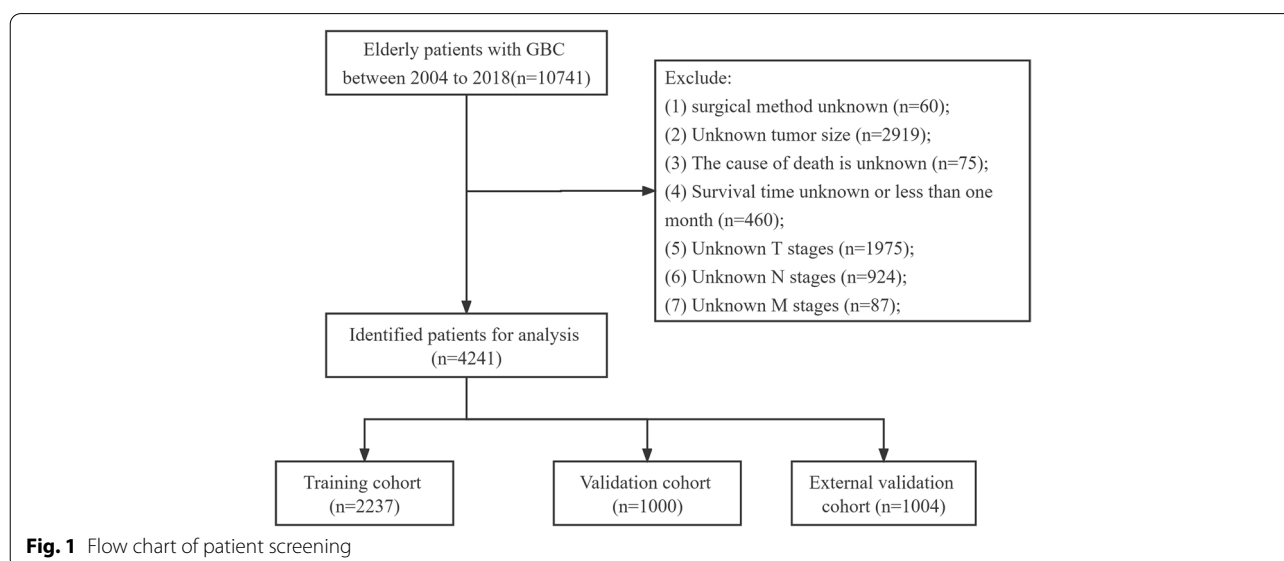 Elderly patients with GBC
between 2004 to 2018(n=10741)
Exclude:
(1) surgical method unknown (n=60);
(2) Unknown tumor size (n=2919);
(3) The cause of death is unknown (n=75);
(4) Survival time unknown or less than one
month (n=460);
(5) Unknown T stages (n=1975);
(6) Unknown N stages (n=924);
(7) Unknown M stages (n=87);
Identified patients for analysis
(n=4241)
Training cohort
(n=2237)
Validation cohort
(n=1000)
External validation
cohort (n=1004)
Fig. 1 Flow chart of patient screening